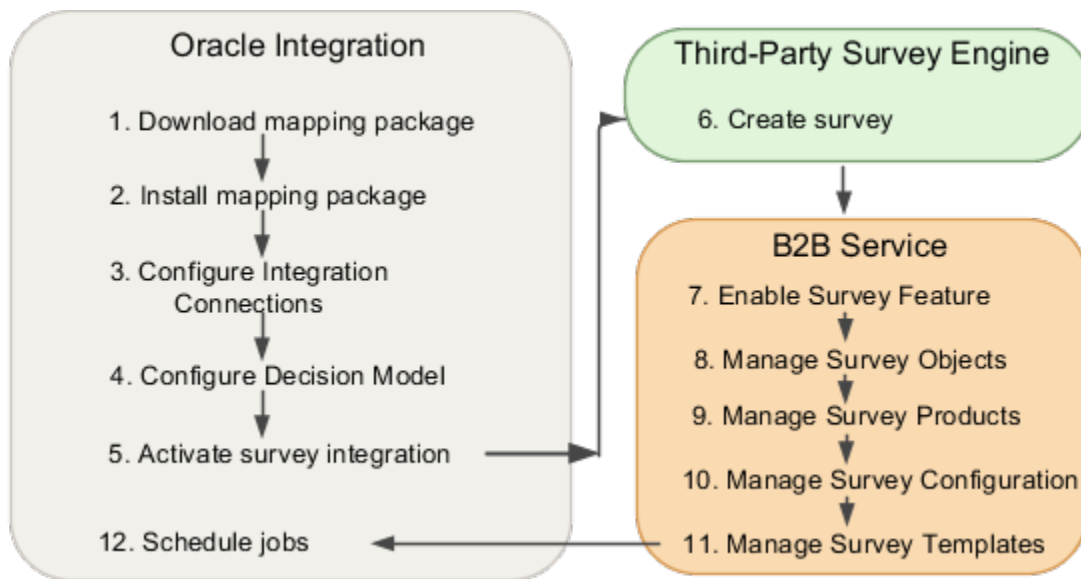 Oracle Integration
1. Download mapping package
2. Install mapping package
3. Configure Integration
Connections
4. Configure Decision Model
5. Activate survey integration
12. Schedule jobs
Third-Party Survey Engine
6. Create survey
B2B Service
7. Enable Survey Feature
8. Manage Survey Objects
9. Manage Survey Products
10. Manage Survey Configuration
11. Manage Survey Templates